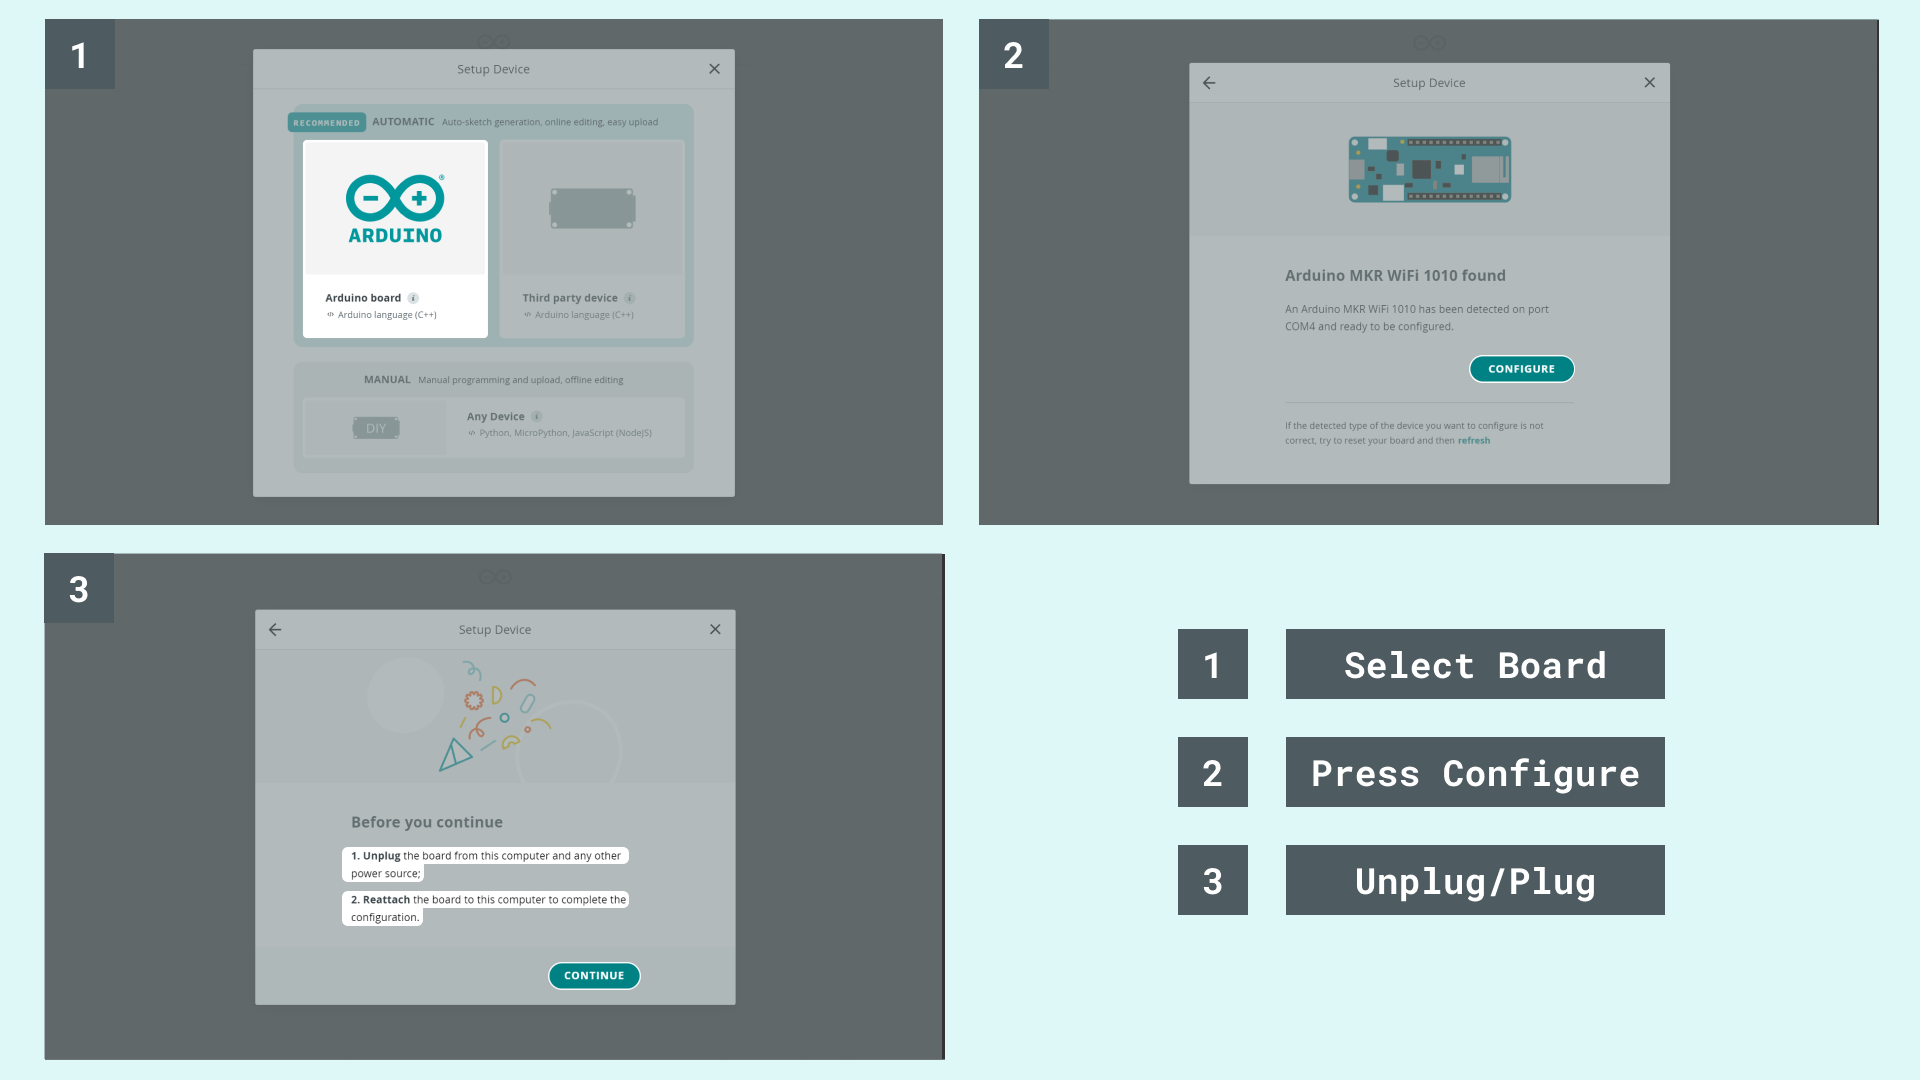 1
Setup Device
RECOMMENDED AUTOMATIC Auto-sketch generation, online editing, easy upload
ARDUINO
®
Arduino board i
Arduino language (C++)
Third party device i
Arduino language (C++)
MANUAL Manual programming and upload, offline editing
DIY
Any Device i
Python, MicroPython, JavaScript (NodeJS)
2
Setup Device
Arduino MKR WiFi 1010 found
An Arduino MKR WiFi 1010 has been detected on port
COM4 and ready to be configured.
CONFIGURE
If the detected type of the device you want to configure is not
correct, try to reset your board and then refresh
3
Setup Device
Before you continue
1. Unplug the board from this computer and any other
power source;
2. Reattach the board to this computer to complete the
configuration.
CONTINUE
1 Select Board
2 Press Configure
3 Unplug/Plug